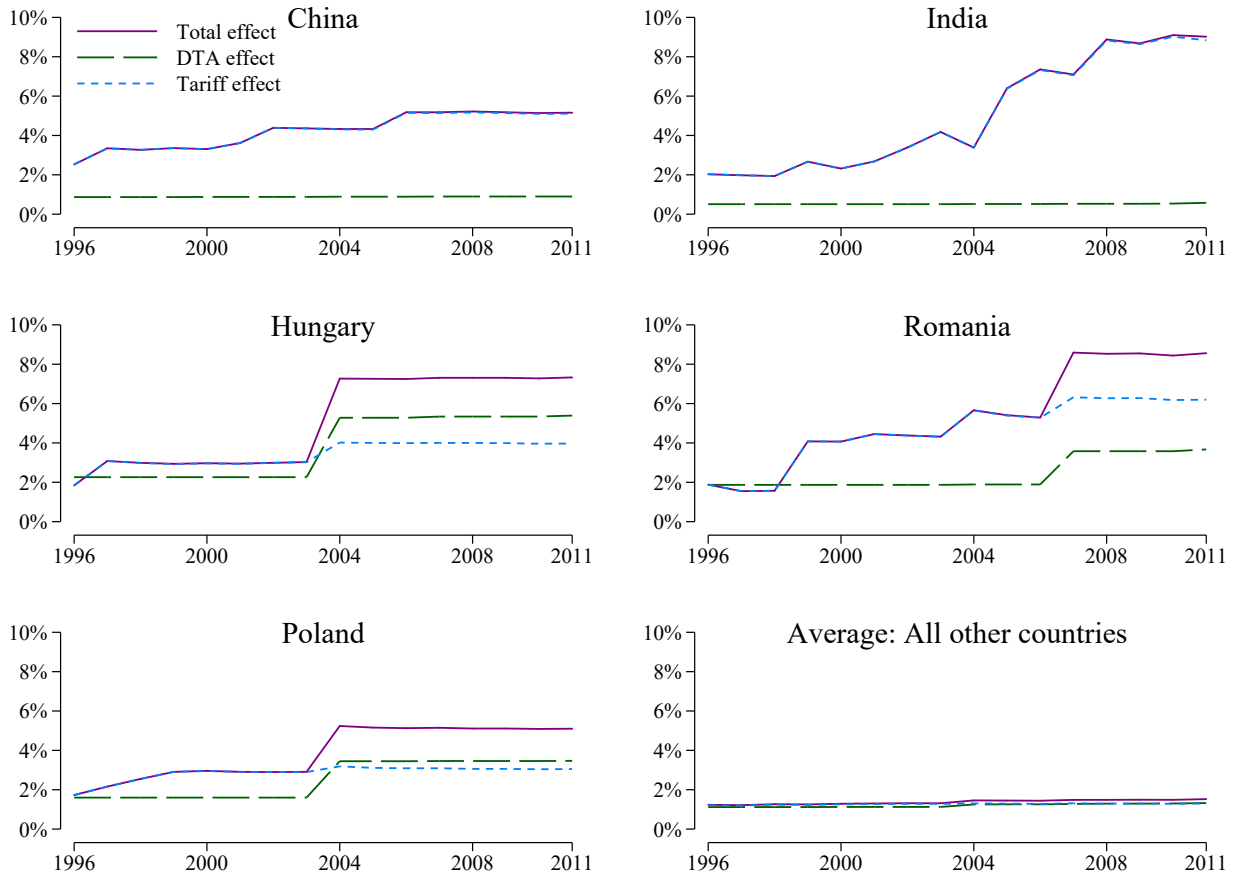 China
Total effect
DTA effect
Tariff effect
10%
8%
6%
4%
2%
0%
1996 2000 2004 2008 2011
India
10%
8%
6%
4%
2%
0%
1996 2000 2004 2008 2011
Hungary
10%
8%
6%
4%
2%
0%
1996 2000 2004 2008 2011
Romania
10%
8%
6%
4%
2%
0%
1996 2000 2004 2008 2011
Poland
10%
8%
6%
4%
2%
0%
1996 2000 2004 2008 2011
Average: All other countries
10%
8%
6%
4%
2%
0%
1996 2000 2004 2008 2011